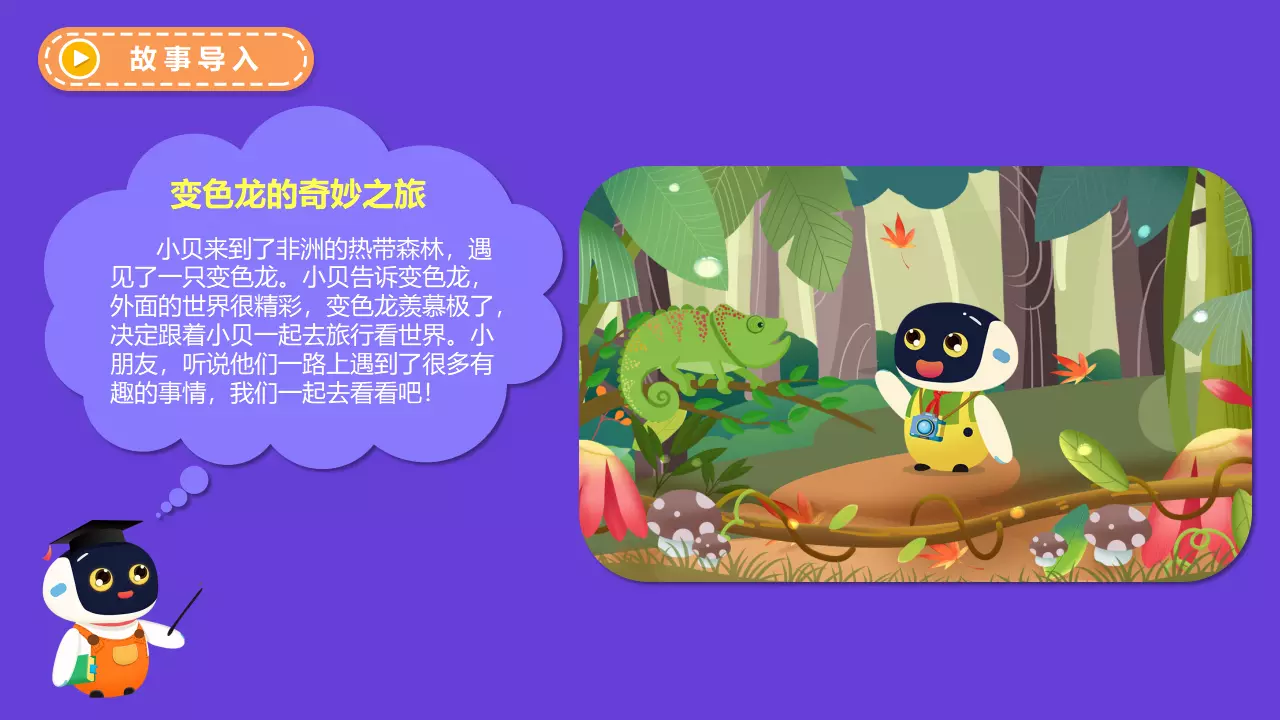 故事导入
变色龙的奇妙之旅
小贝来到了非洲的热带森林，遇
见了一只变色龙。小贝告诉变色龙，
外面的世界很精彩，变色龙羡慕极了，
决定跟着小贝一起去旅行看世界。小
朋友，听说他们一路上遇到了很多有
趣的事情，我们一起去看看吧！